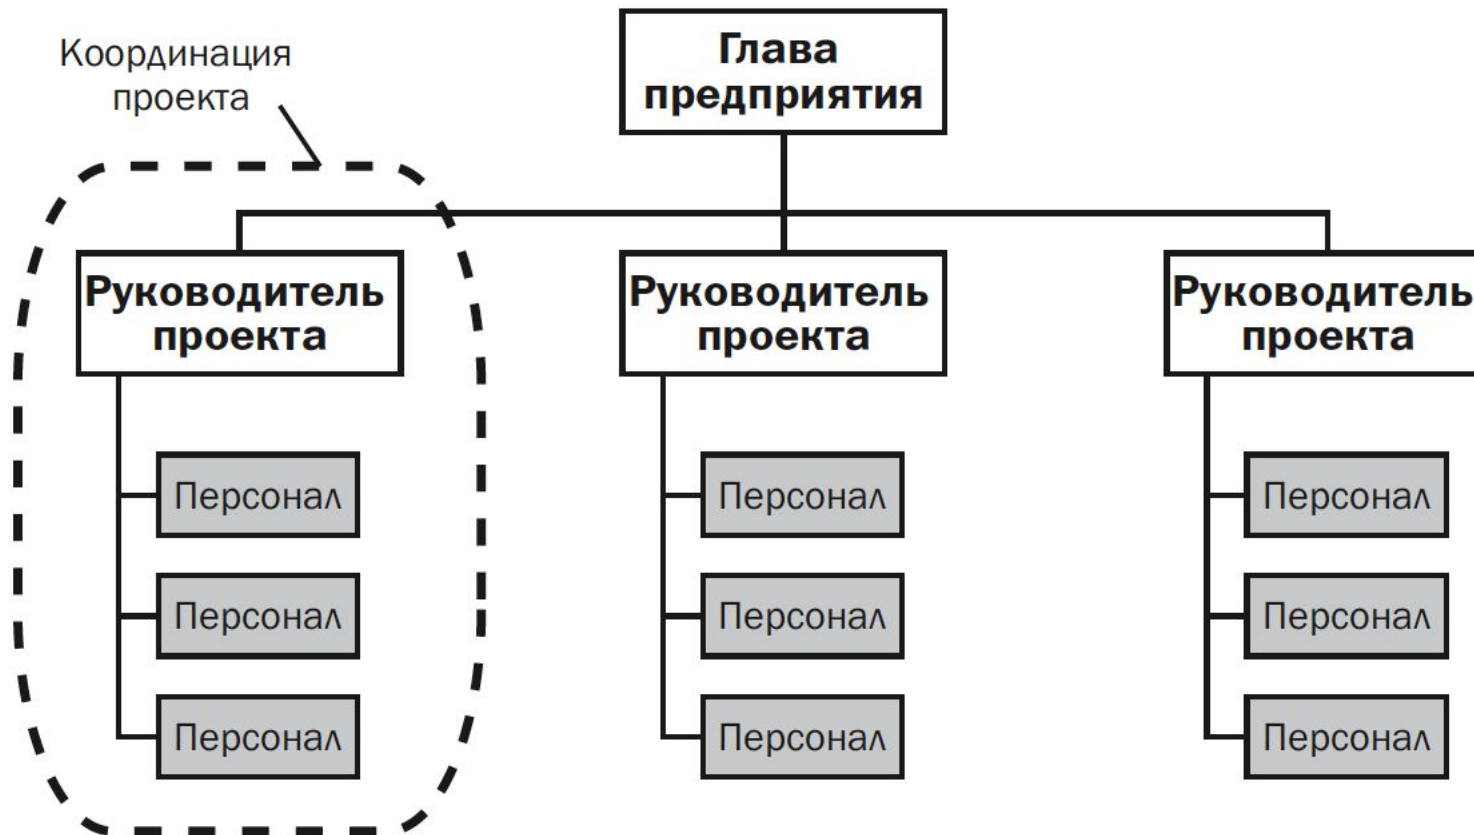 Координация
проекта
Глава
предприятия
Руководитель
проекта
Руководитель
проекта
Руководитель
проекта
Персонал
Персонал
Персонал
Персонал
Персонал
Персонал
Персонал
Персонал
Персонал